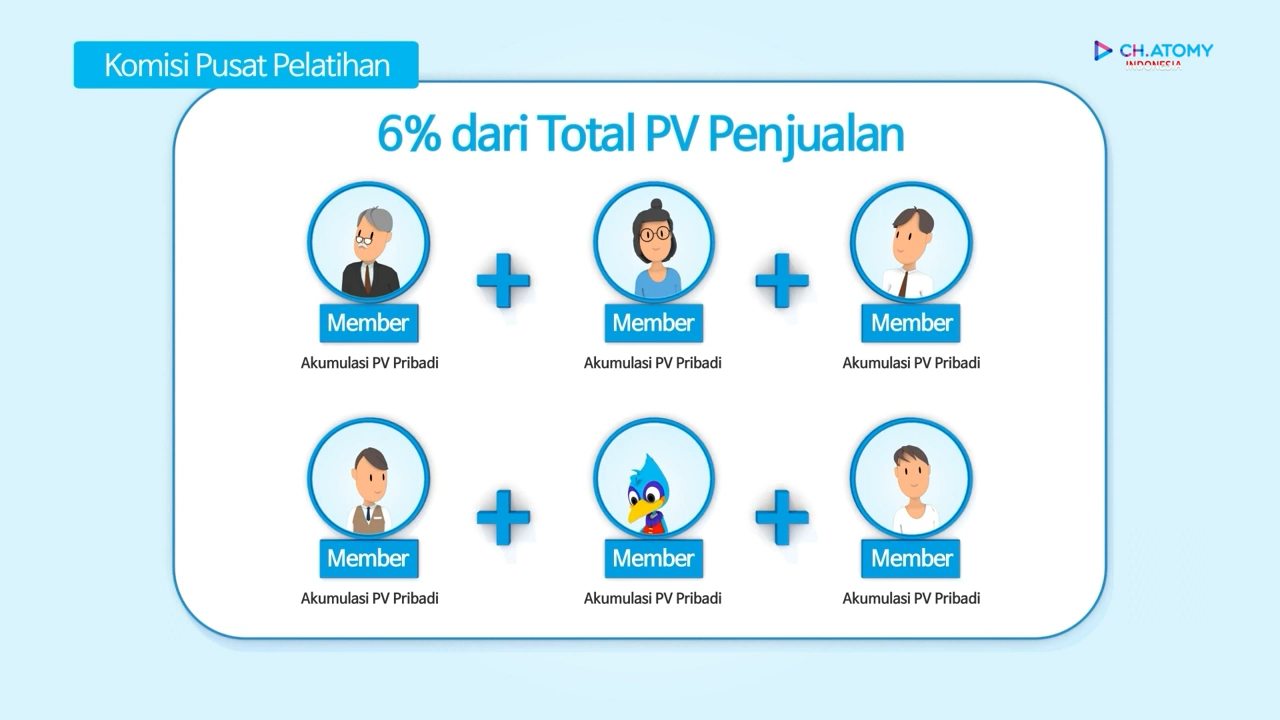 Komisi Pusat Pelatihan
CH.ATOMY
INDONESIA
6% dari Total PV Penjualan
Member
Member
Member
Akumulasi PV Pribadi
Akumulasi PV Pribadi
Akumulasi PV Pribadi
Member
Member
Member
Akumulasi PV Pribadi
Akumulasi PV Pribadi
Akumulasi PV Pribadi